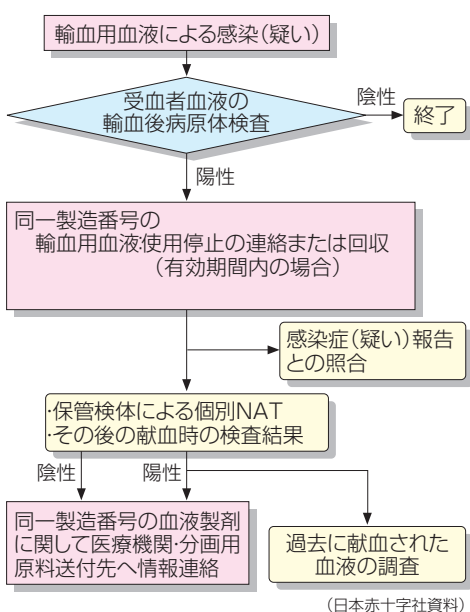 輸血用血液による感染(疑い)
受血者血液の
輸血後病原体検査
陰性
終了
陽性
同一製造番号の
輸血用血液:使用停止の連絡または回収
(有効期間内の場合)
感染症(疑い)報告
との照合
・保管検体による個別NAT
・その後の献血時の検査結果
陰性
陽性
同一製造番号の血液製剤
に関して医療機関・分画用
原料送付先へ情報連絡
過去に献血された
血液の調査
(日本赤十字社資料)